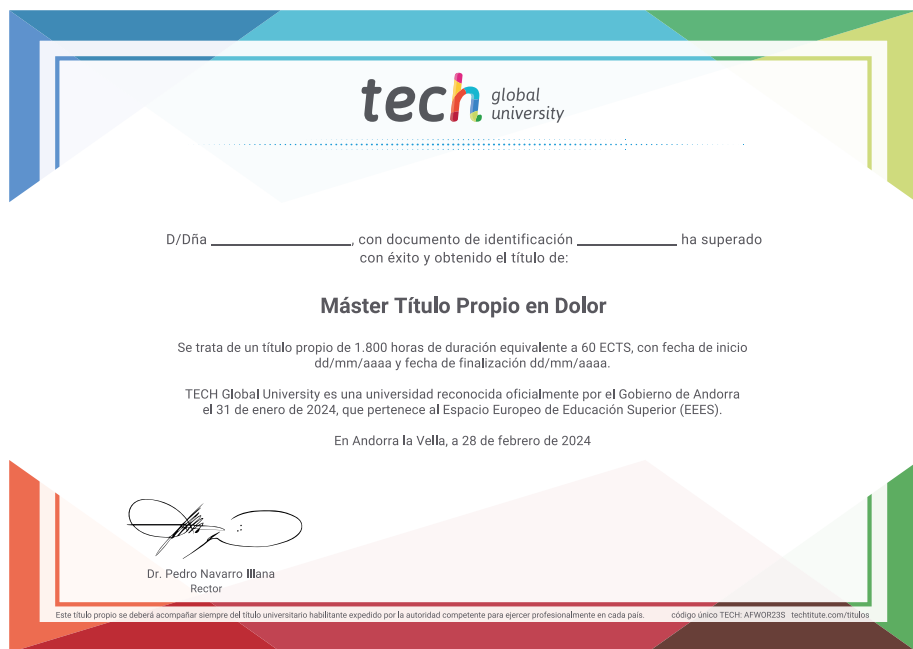 tech global university
D/Dña ____________________, con documento de identificación ______________ ha superado
con éxito y obtenido el título de:
Máster Título Propio en Dolor
Se trata de un título propio de 1.800 horas de duración equivalente a 60 ECTS, con fecha de inicio
dd/mm/aaaa y fecha de finalización dd/mm/aaaa.
TECH Global University es una universidad reconocida oficialmente por el Gobierno de Andorra
el 31 de enero de 2024, que pertenece al Espacio Europeo de Educación Superior (EEES).
En Andorra la Vella, a 28 de febrero de 2024
Dr. Pedro Navarro Illana
Rector
Este título propio se deberá acompañar siempre del título universitario habilitante expedido por la autoridad competente para ejercer profesionalmente en cada país. código único TECH: AFWOR23S techtitute.com/titulos